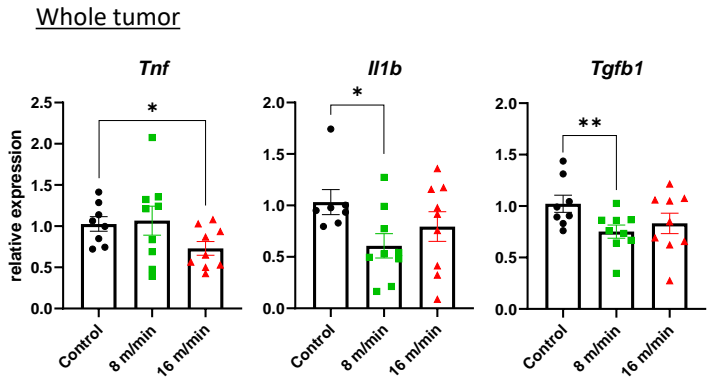 Whole tumor
Tnf
Il1b
Tgfb1
relative expression
2.5
2.0
1.5
1.0
0.5
0.0
*
Control
8 m/min
16 m/min
2.0
1.5
1.0
0.5
0.0
*
Control
8 m/min
16 m/min
2.0
1.5
1.0
0.5
0.0
**
Control
8 m/min
16 m/min